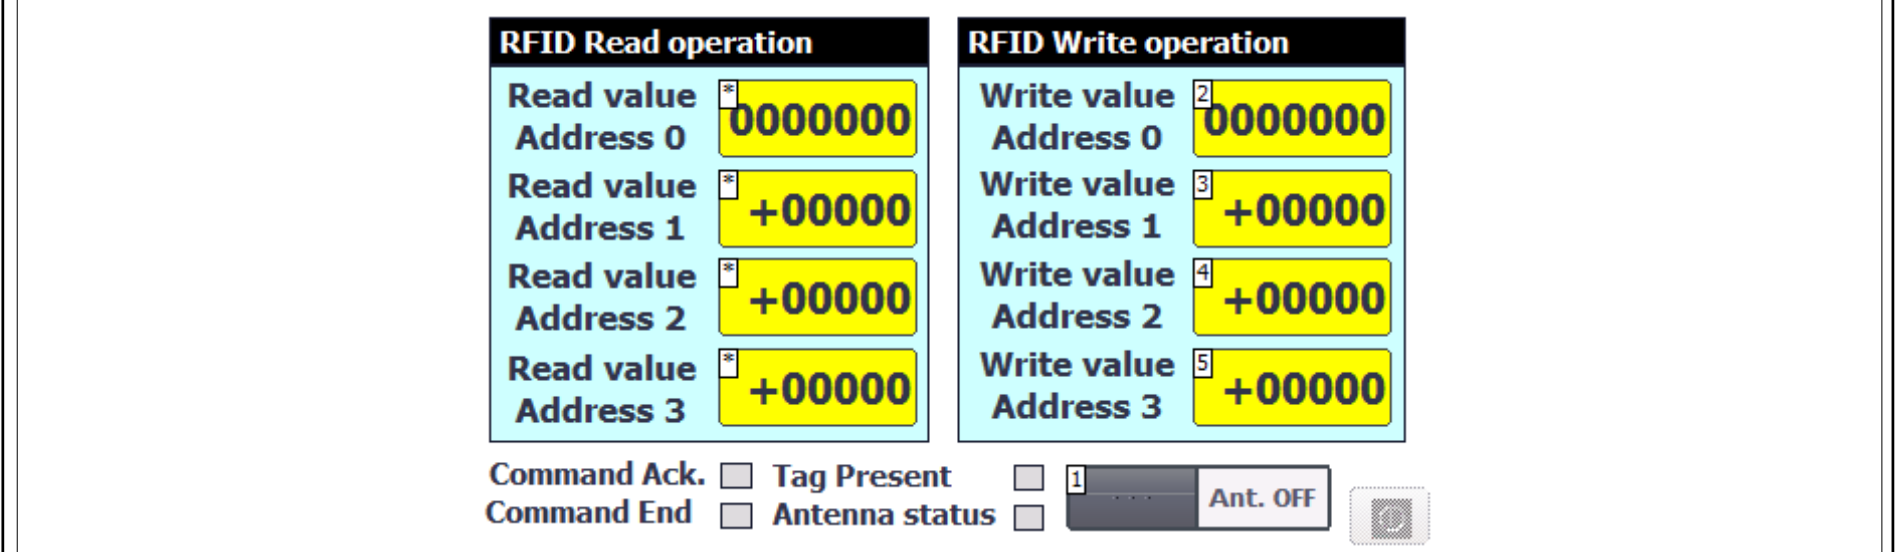 RFID Read operation
Read value
Address 0
*
0000000
Read value
Address 1
*
+00000
Read value
Address 2
*
+00000
Read value
Address 3
*
+00000
RFID Write operation
Write value
Address 0
2
0000000
Write value
Address 1
3
+00000
Write value
Address 2
4
+00000
Write value
Address 3
5
+00000
Command Ack.
Tag Present
Command End
Antenna status
1
...
Ant. OFF